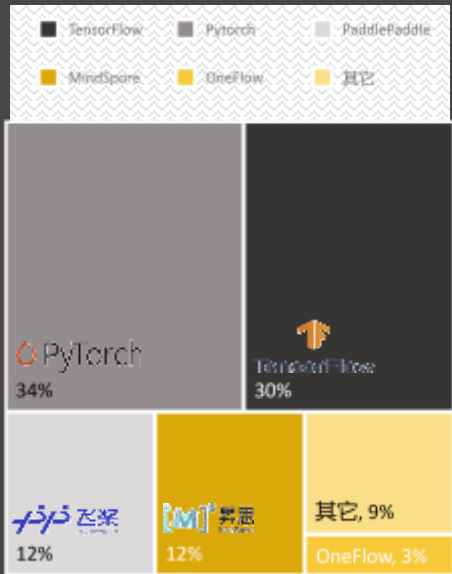 TensorFlow Pytorch PaddlePaddle
MindSpore OneFlow 其它
PyTorch
34%
TensorFlow
30%
飞桨
12%
[M]s 昇思
12%
其它, 9%
OneFlow, 3%